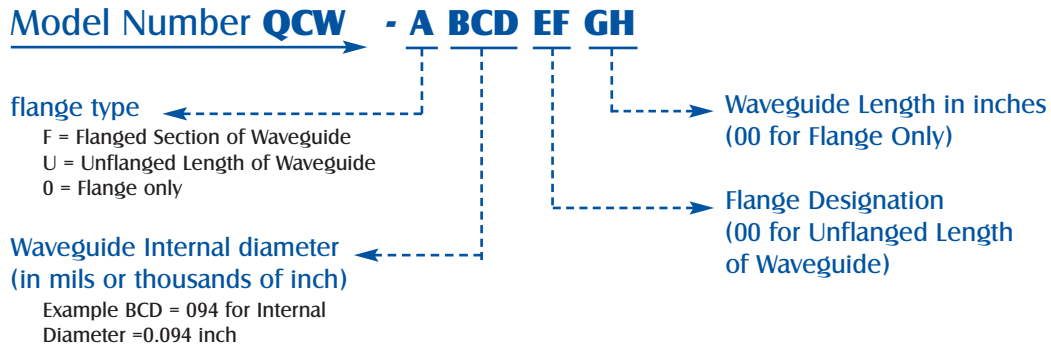 Model Number QCW - A BCD EF GH
flange type
F = Flanged Section of Waveguide
U = Unflanged Length of Waveguide
0 = Flange only
Waveguide Internal diameter
(in mils or thousands of inch)
Example BCD = 094 for Internal
Diameter =0.094 inch
Waveguide Length in inches
(00 for Flange Only)
Flange Designation
(00 for Unflanged Length
of Waveguide)